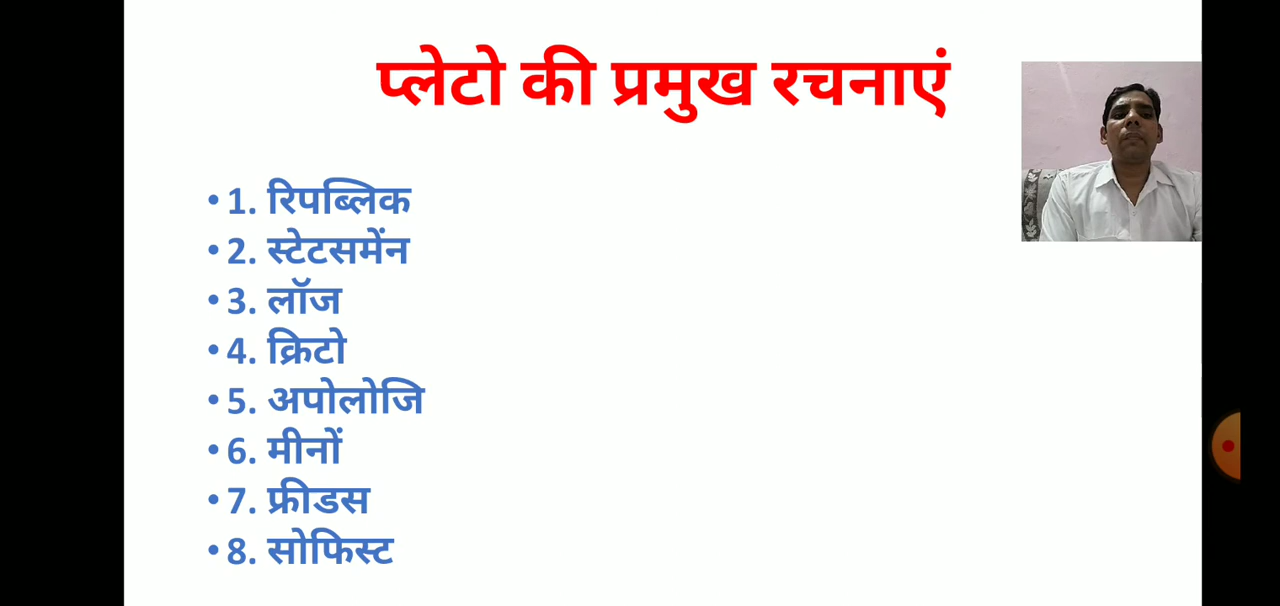 प्लेटो की प्रमुख रचनाएं
• 1. रिपब्लिक
• 2. स्टेटसमेंन
• 3. लॉज
• 4. क्रिटो
• 5. अपोलोजि
• 6. मीनों
• 7. फ्रीडस
• 8. सोफिस्ट